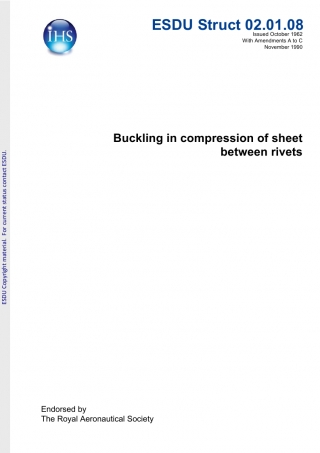 IHS
ESDU Struct 02.01.08
Issued October 1962
With Amendments A to C
November 1990
Buckling in compression of sheet
between rivets
ESDU Copyright material. For current status contact ESDU.
Endorsed by
The Royal Aeronautical Society